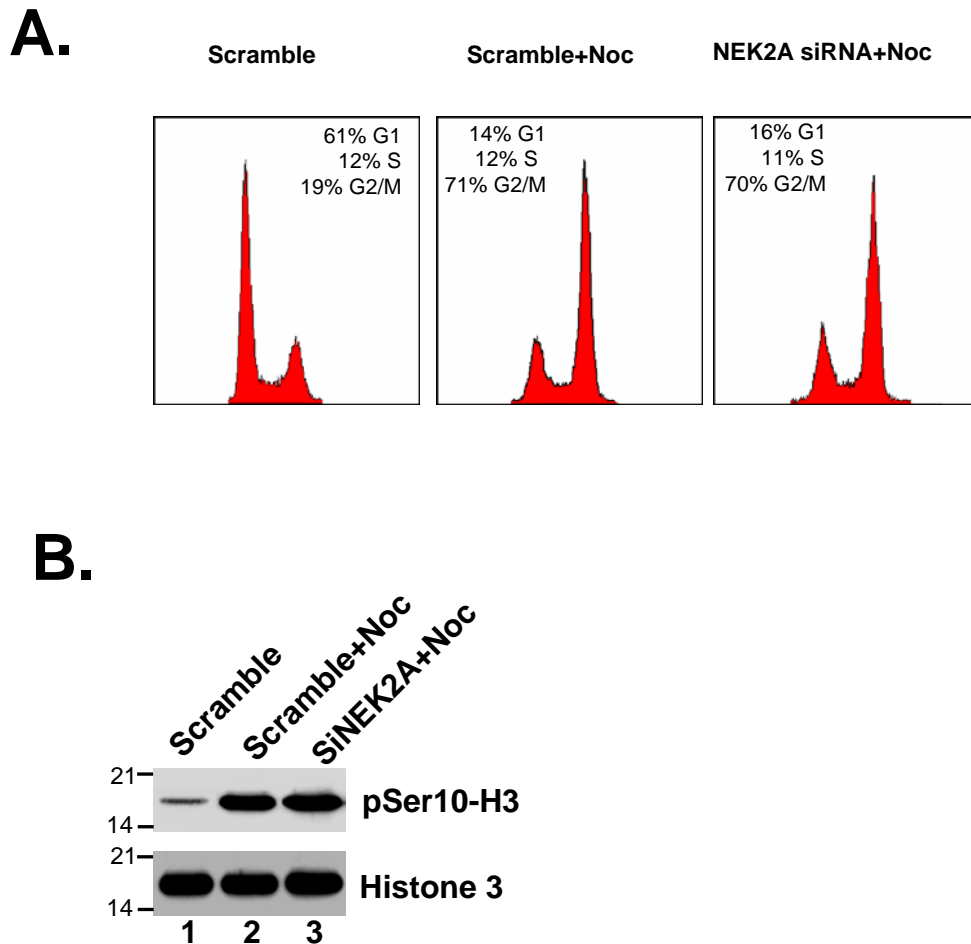 A.
Scramble
Scramble+Noc
NEK2A siRNA+Noc
61% G1
12% S
19% G2/M
14% G1
12% S
71% G2/M
16% G1
11% S
70% G2/M
B.
Scramble
Scramble+Noc
SiNEK2A+Noc
21
14
pSer10-H3
21
14
Histone 3
1 2 3